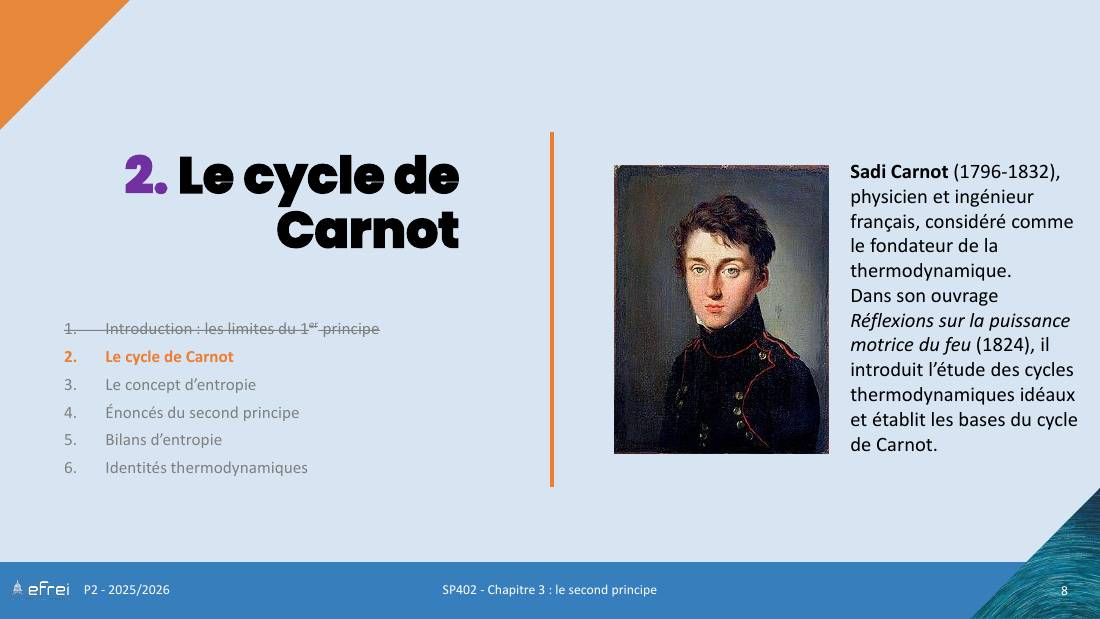 2. Le cycle de
Carnot
1. Introduction : les limites du 1er principe
2. Le cycle de Carnot
3. Le concept d’entropie
4. Énoncés du second principe
5. Bilans d’entropie
6. Identités thermodynamiques
Sadi Carnot (1796-1832),
physicien et ingénieur
français, considéré comme
le fondateur de la
thermodynamique.
Dans son ouvrage
Réflexions sur la puissance
motrice du feu (1824), il
introduit l’étude des cycles
thermodynamiques idéaux
et établit les bases du cycle
de Carnot.
efrei P2 - 2025/2026
SP402 - Chapitre 3 : le second principe
8